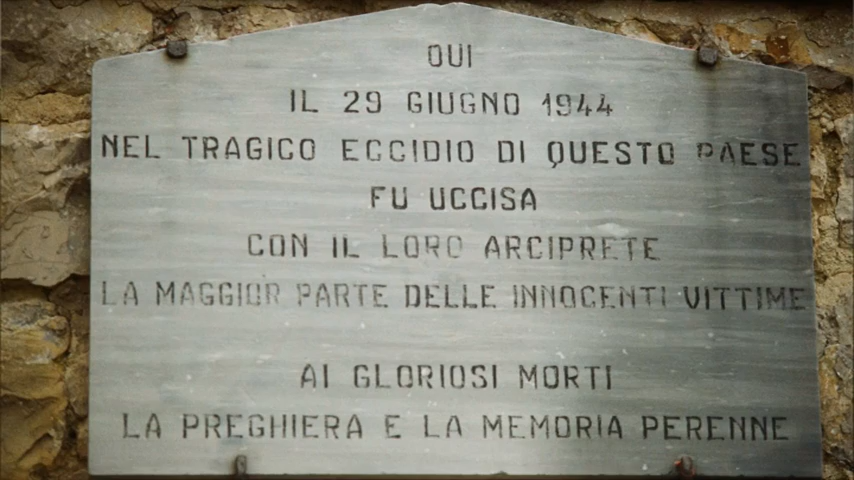 QUI
IL 29 GIUGNO 1944
NEL TRAGICO ECCIDIO DI QUESTO PAESE
FU UCCISA
CON IL LORO ARCIPRETE
LA MAGGIOR PARTE DELLE INNOCENTI VITTIME
AI GLORIOSI MORTI
LA PREGHIERA E LA MEMORIA PERENNE